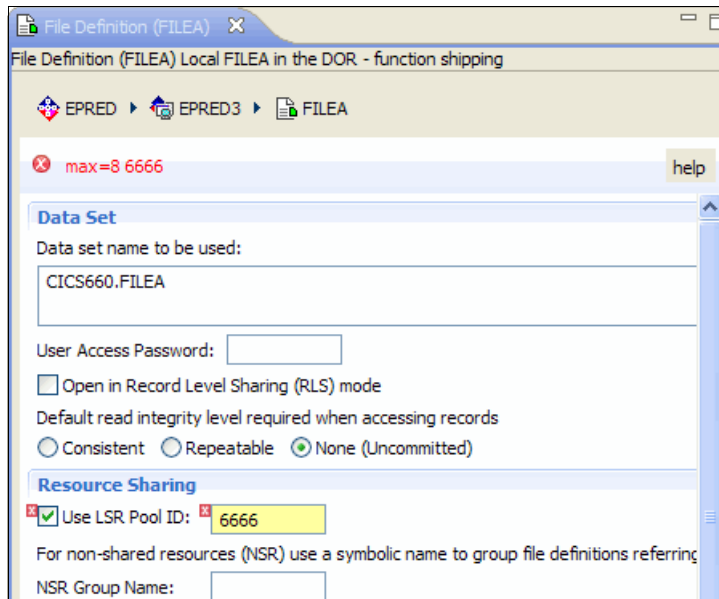 File Definition (FILEA)
File Definition (FILEA) Local FILEA in the DOR - function shipping
EPRED EPRED3 FILEA
max=8 6666
help
Data Set
Data set name to be used:
CICS660.FILEA
User Access Password:
Open in Record Level Sharing (RLS) mode
Default read integrity level required when accessing records
Consistent Repeatable None (Uncommitted)
Resource Sharing
Use LSR Pool ID: 6666
For non-shared resources (NSR) use a symbolic name to group file definitions referring
NSR Group Name: